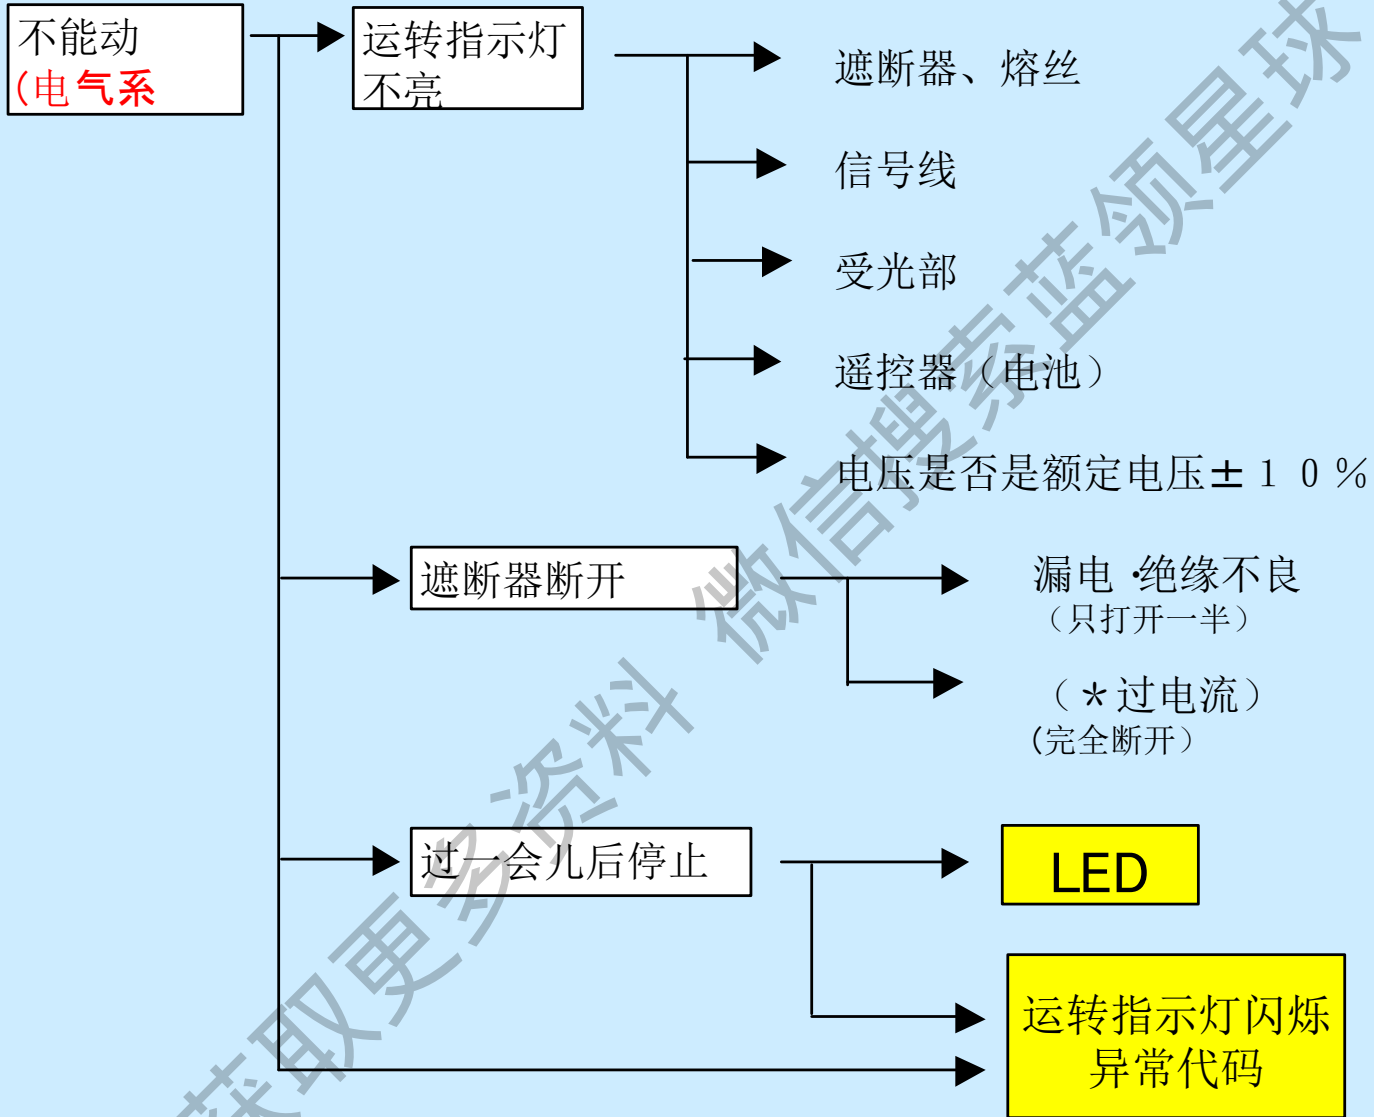 不能动
(电气系
运转指示灯
不亮
遮断器、熔丝
信号线
受光部
遥控器（电池）
电压是否是额定电压±１０％
遮断器断开
漏电·绝缘不良
（只打开一半）
（＊过电流）
(完全断开）
过一会儿后停止
LED
运转指示灯闪烁
异常代码
获取更多资料 微信搜索蓝领星球